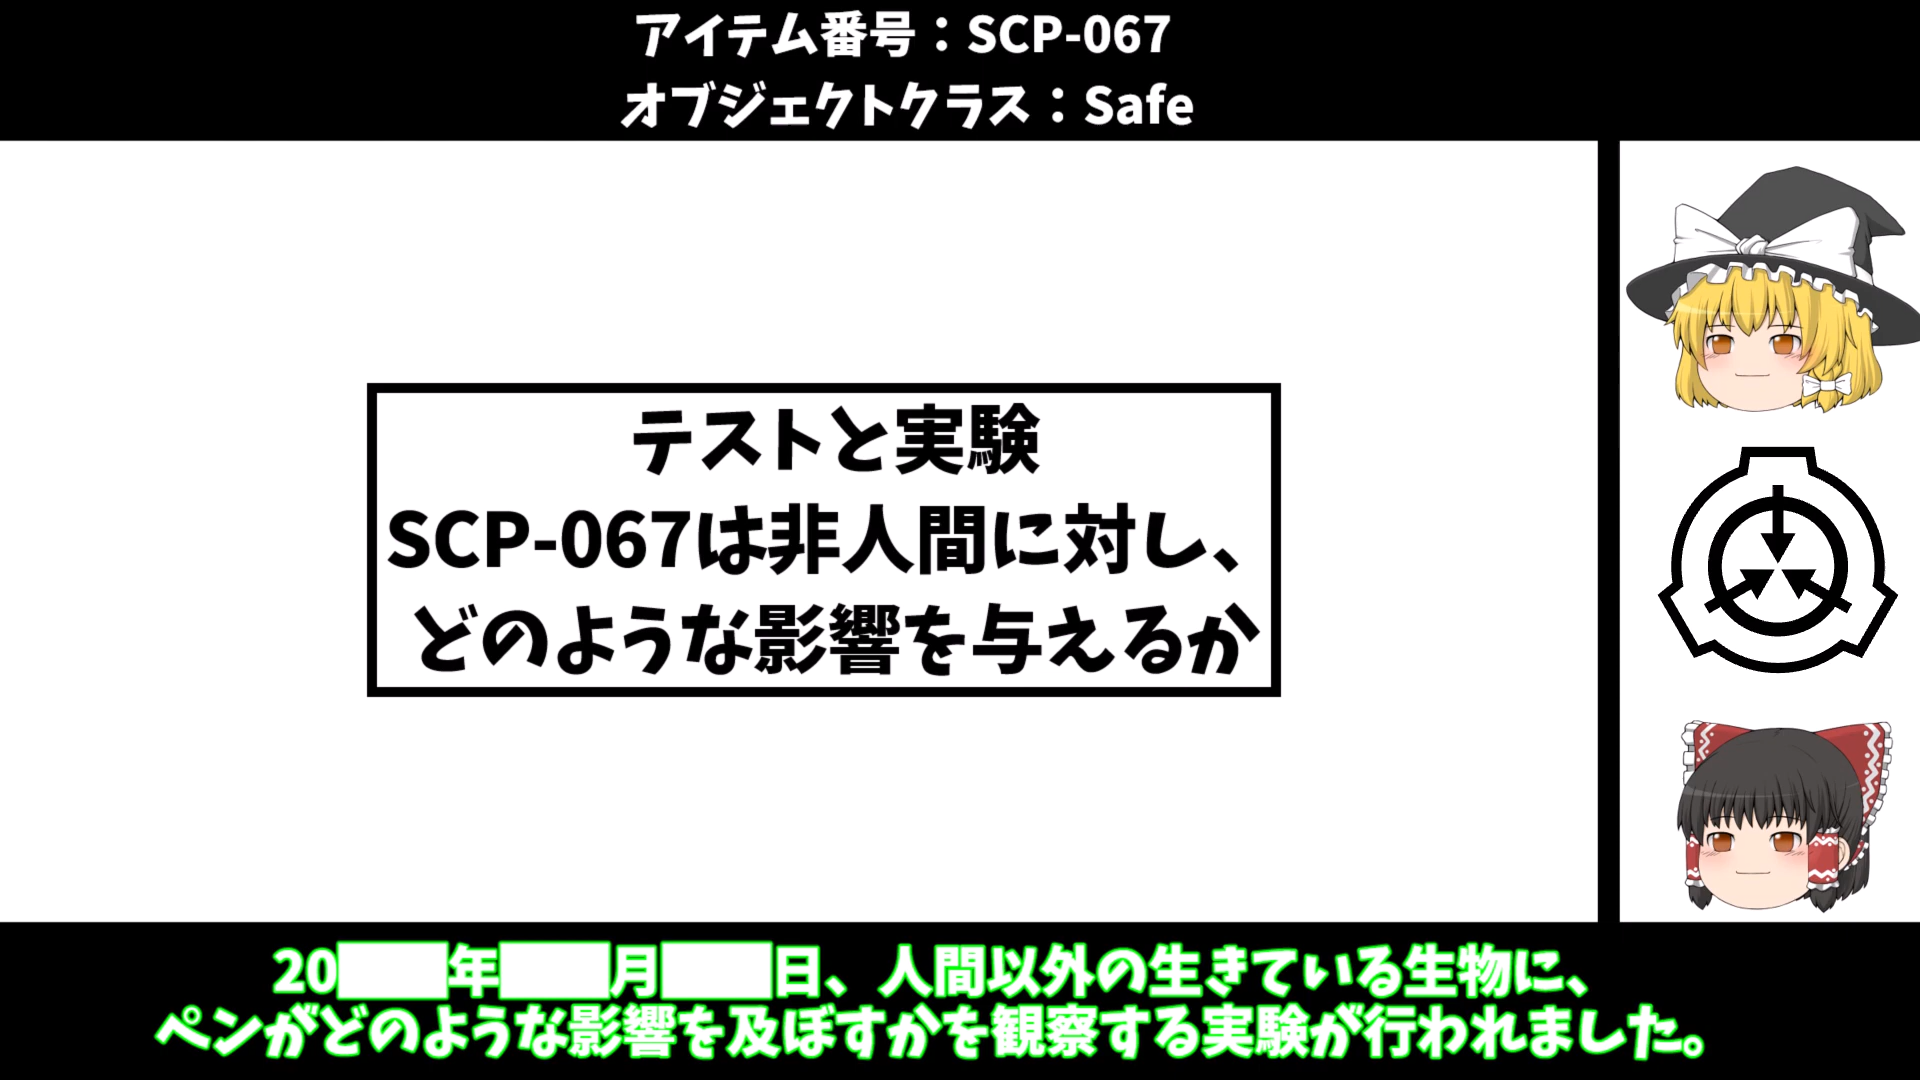 アイテム番号：SCP-067
オブジェクトクラス：Safe
テストと実験
SCP-067は非人間に対し、
どのような影響を与えるか
20███年███月███日、人間以外の生きている生物に、
ペンがどのような影響を及ぼすかを観察する実験が行われました。